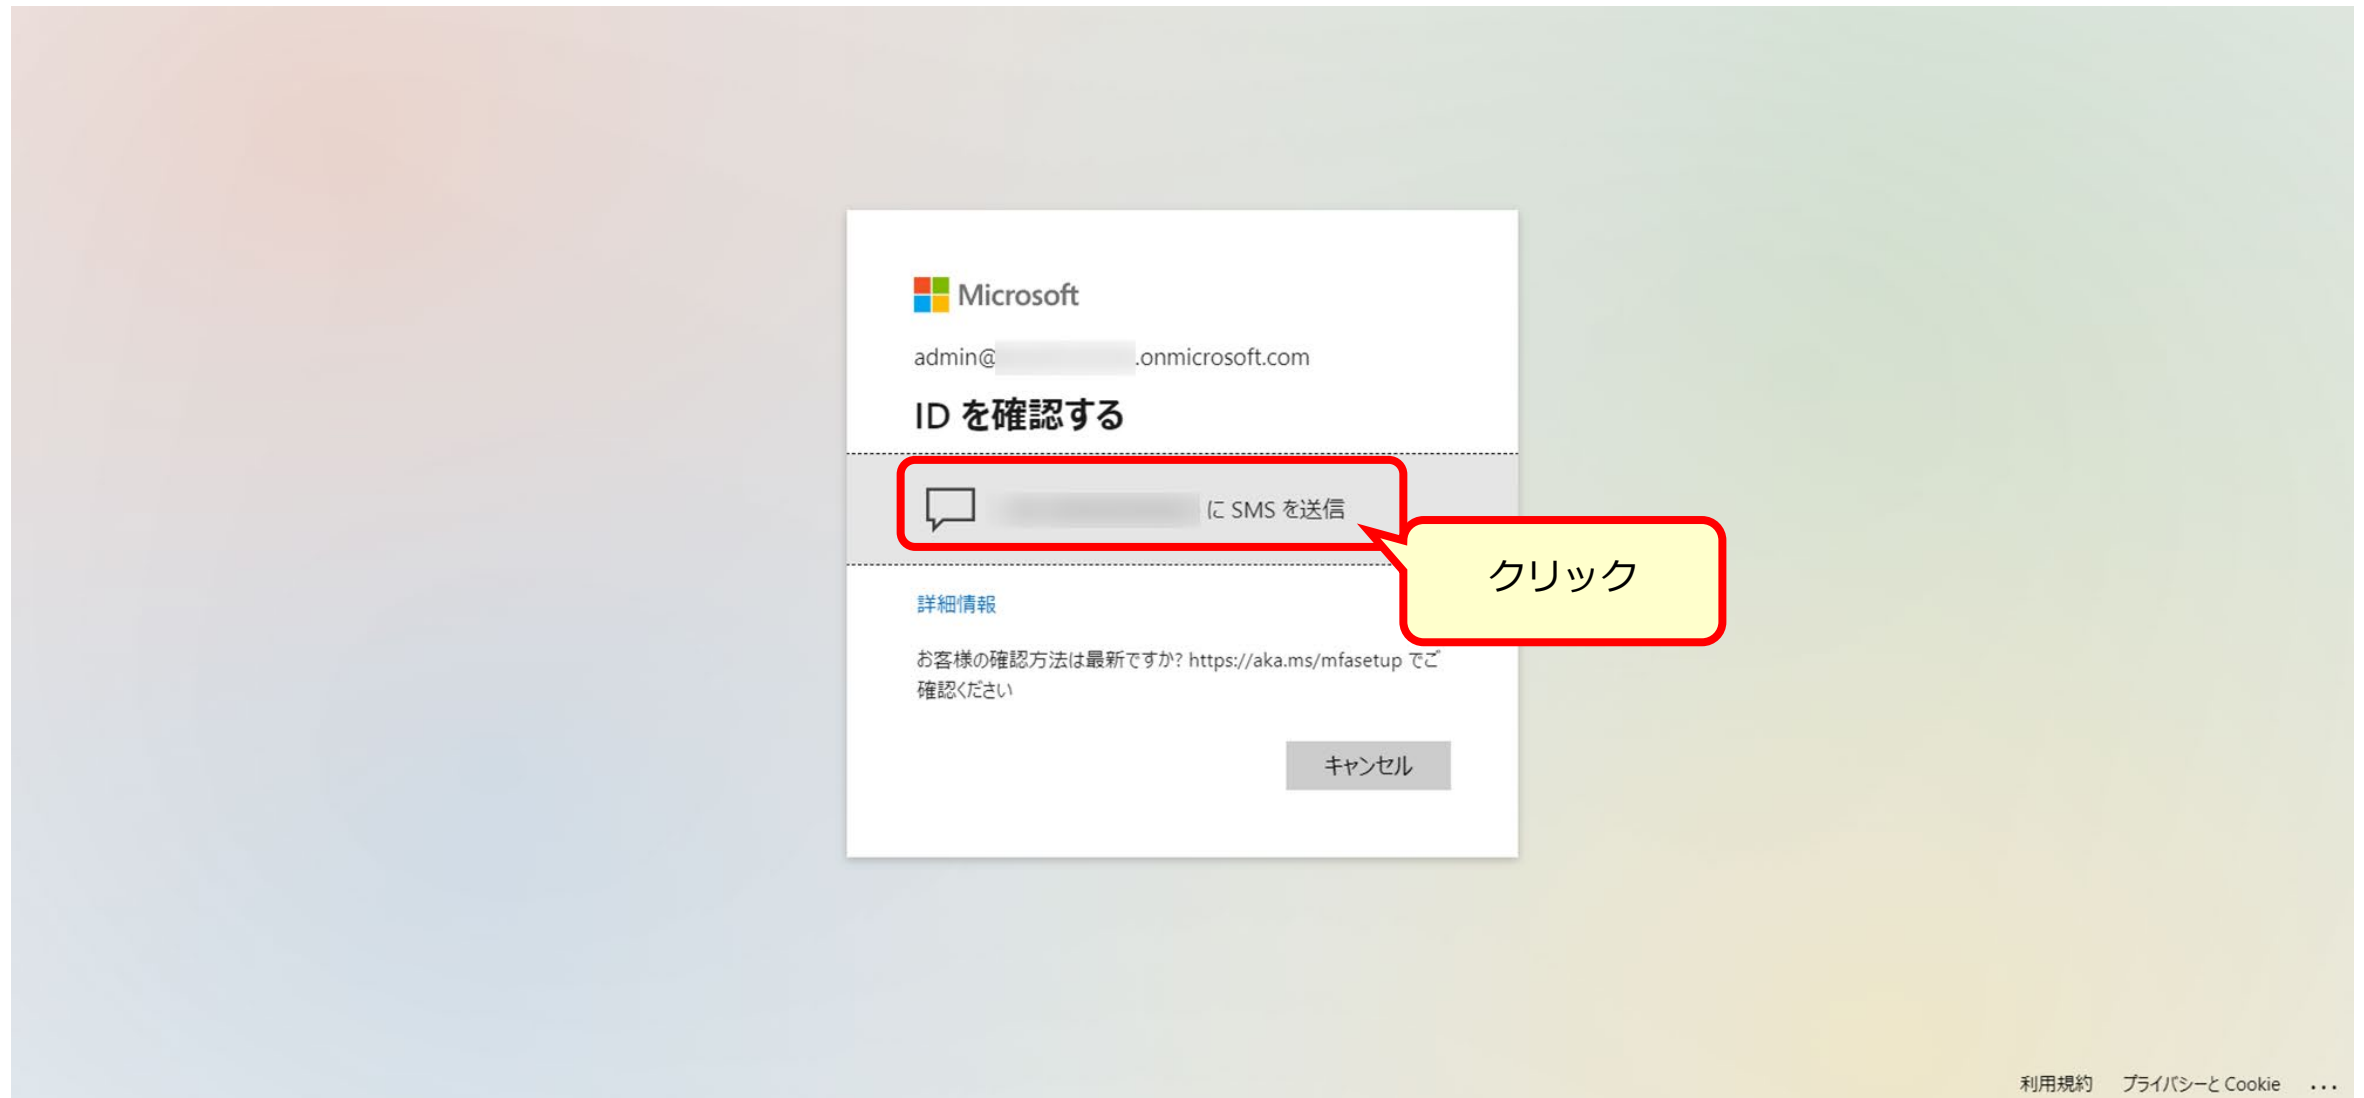 Microsoft
admin@ .onmicrosoft.com
ID を確認する
に SMS を送信
クリック
詳細情報
お客様の確認方法は最新ですか? https://aka.ms/mfasetup でご
確認ください
キャンセル
利用規約 プライバシーと Cookie ...